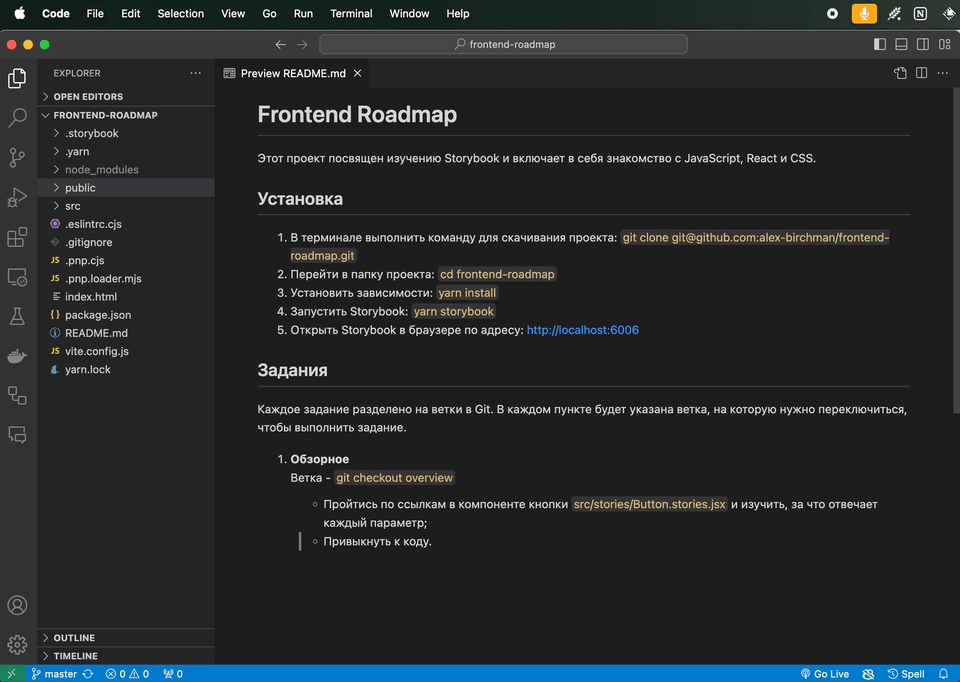 Code File Edit Selection View Go Run Terminal Window Help
frontend-roadmap
EXPLORER
OPEN EDITORS
FRONTEND-ROADMAP
.storybook
.yarn
node_modules
public
src
.eslintrc.cjs
.gitignore
JS .pnp.cjs
JS .pnp.loader.mjs
index.html
{} package.json
README.md
JS vite.config.js
yarn.lock
OUTLINE
TIMELINE
Preview README.md
Frontend Roadmap
Этот проект посвящен изучению Storybook и включает в себя знакомство с JavaScript, React и CSS.
Установка
1. В терминале выполнить команду для скачивания проекта: git clone git@github.com:alex-birchman/frontend-
roadmap.git
2. Перейти в папку проекта: cd frontend-roadmap
3. Установить зависимости: yarn install
4. Запустить Storybook: yarn storybook
5. Открыть Storybook в браузере по адресу: http://localhost:6006
Задания
Каждое задание разделено на ветки в Git. В каждом пункте будет указана ветка, на которую нужно переключиться,
чтобы выполнить задание.
1. Обзорное
Ветка - git checkout overview
Пройтись по ссылкам в компоненте кнопки src/stories/Button.stories.jsx и изучить, за что отвечает
каждый параметр;
Привыкнуть к коду.
master 0 0 0 Go Live Spell